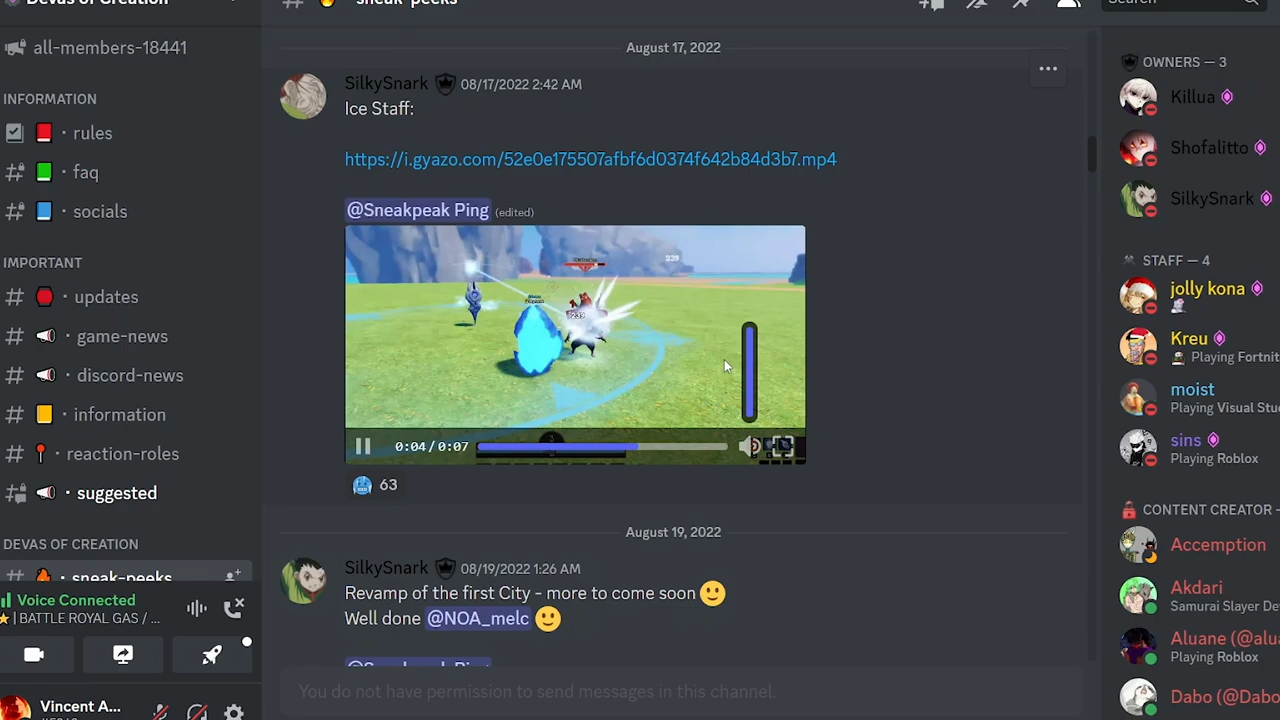 Devas of Creation
sneak-peeks
Search
all-members-18441
INFORMATION
rules
faq
socials
IMPORTANT
updates
game-news
discord-news
information
reaction-roles
suggested
DEVAS OF CREATION
sneak-peeks
Voice Connected
| BATTLE ROYAL GAS / ...
Vincent A...
August 17, 2022
SilkySnark 08/17/2022 2:42 AM
Ice Staff:
https://i.gyazo.com/52e0e175507afbf6d0374f642b84d3b7.mp4
@Sneakpeak Ping (edited)
239
239
0:04/0:07
63
August 19, 2022
SilkySnark 08/19/2022 1:26 AM
Revamp of the first City - more to come soon
Well done @NOA_melc
@Sneakpeak Ping
You do not have permission to send messages in this channel.
OWNERS — 3
Killua
Shofalitto
SilkySnark
STAFF — 4
jolly kona
Kreu
Playing Fortnit
moist
Playing Visual Stu
sins
Playing Roblox
CONTENT CREATOR —
Accemption
Akdari
Samurai Slayer De
Aluane (@alua
Playing Roblox
Dabo (@Dabo